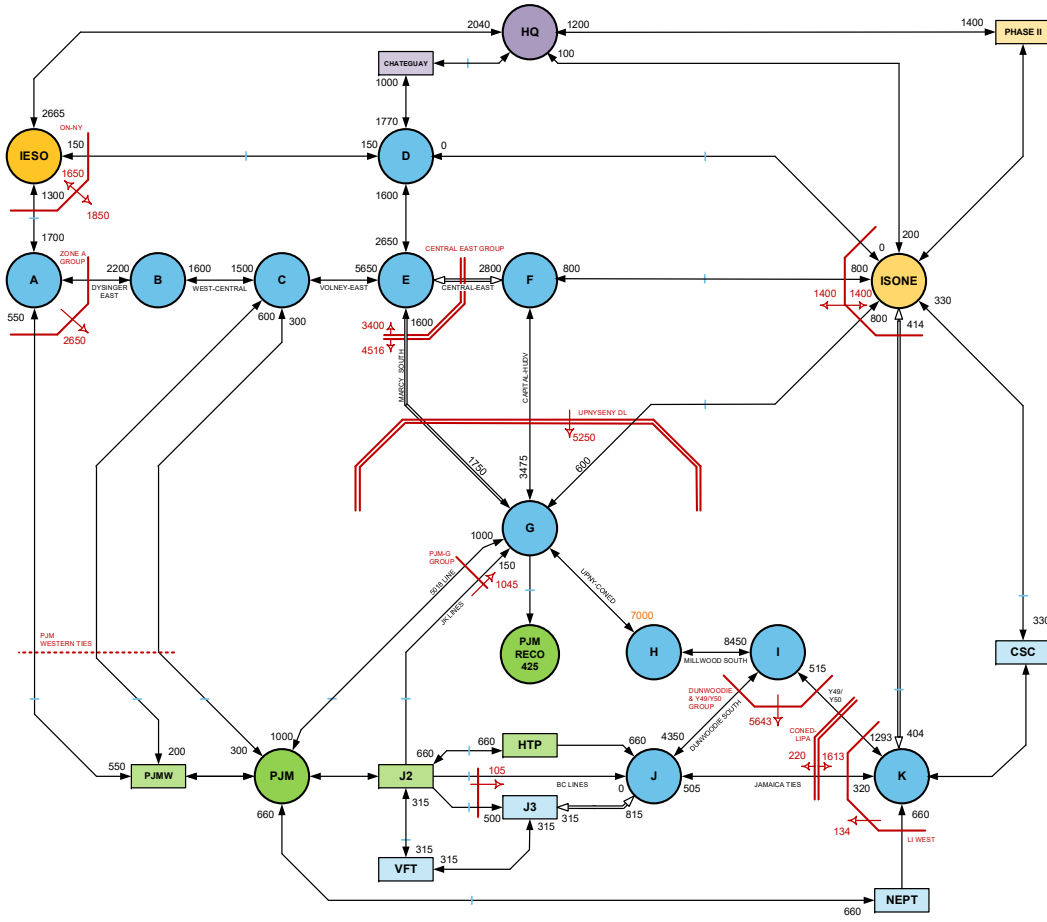 2040
HQ
1200
1400
PHASE II
100
CHATEGUAY
1000
2665
ON-NY
1770
150
IESO
150
D
0
1650
1300
1850
1600
1700
ZONE A
GROUP
2650
CENTRAL EAST GROUP
200
0
A
2200
B
1600
1500
C
5650
E
2800
F
800
800
ISONE
DYSINGER
EAST
WEST-CENTRAL
VOLNEY-EAST
CENTRAL-EAST
550
600
300
1400
1400
330
2650
3400
1600
800
414
4516
MARCY SOUTH
CAPITAL-HUDV
UPNYSENY DL
5250
1750
3475
600
G
1000
150
PJM-G
GROUP
1045
5018 LINE
JK LINES
UPNY-CONED
7000
PJM
RECO
425
H
8450
I
MILLWOOD SOUTH
515
330
CSC
PJM
WESTERN TIES
DUNWOODIE
& Y49/Y50
GROUP
Y49/
Y50
5643
DUNWOODIE SOUTH
CONED-
LIPA
220
1613
1293
404
4350
1000
660
HTP
660
660
200
300
550
PJMW
PJM
J2
105
BC LINES
J
0
505
JAMAICA TIES
320
K
660
315
500
J3
315
815
315
134
LI WEST
660
315
VFT
315
NEPT
660